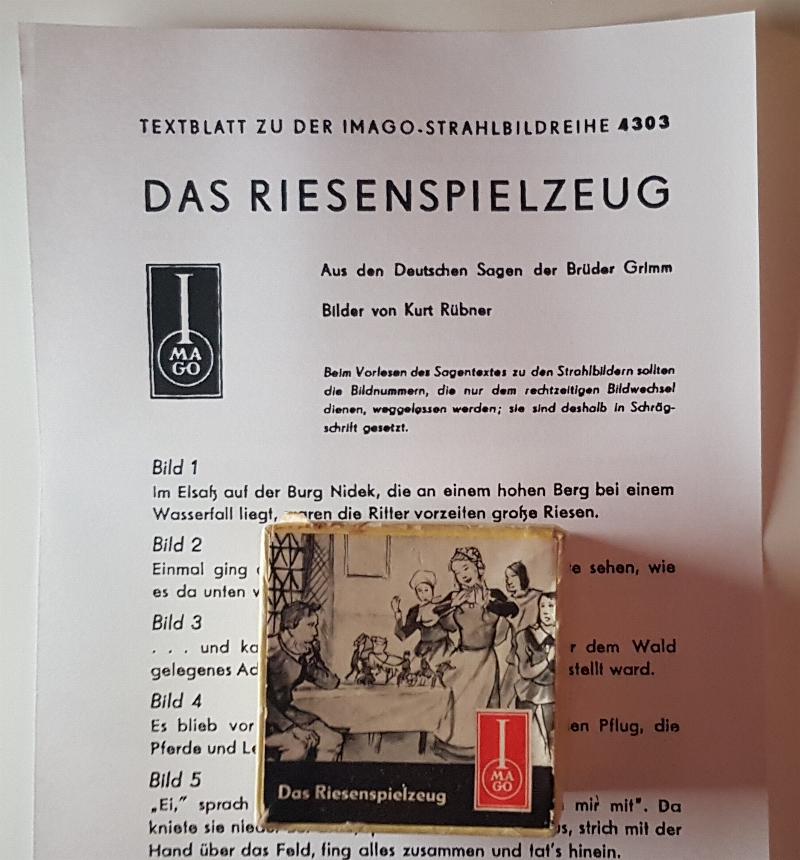 TEXTBLATT ZU DER IMAGO-STRAHLBILDREIHE 4303
DAS RIESENSPIELZEUG
I
MA
GO
Aus den Deutschen Sagen der Brüder Grimm
Bilder von Kurt Rübner
Beim Vorlesen des Sagentextes zu den Strahlbildern sollten
die Bildnummern, die nur dem rechtzeitigen Bildwechsel
dienen, weggelassen werden; sie sind deshalb in Schräg-
schrift gesetzt.
Bild 1
Im Elsaß auf der Burg Nidek, die an einem hohen Berg bei einem
Wasserfall liegt, waren die Ritter vorzeiten große Riesen.
Bild 2
Einmal ging sehen, wie
es da unten
Bild 3
. . . und dem Wald
gelegenes stellt ward.
Bild 4
Es blieb vor Pflug, die
Pferde und
Bild 5
„Ei,“ sprach mir mit". Da
kniete sie strich mit der
Hand über das Feld, fing alles zusammen und tat's hinein.
Das Riesenspielzeug
I
MA
GO